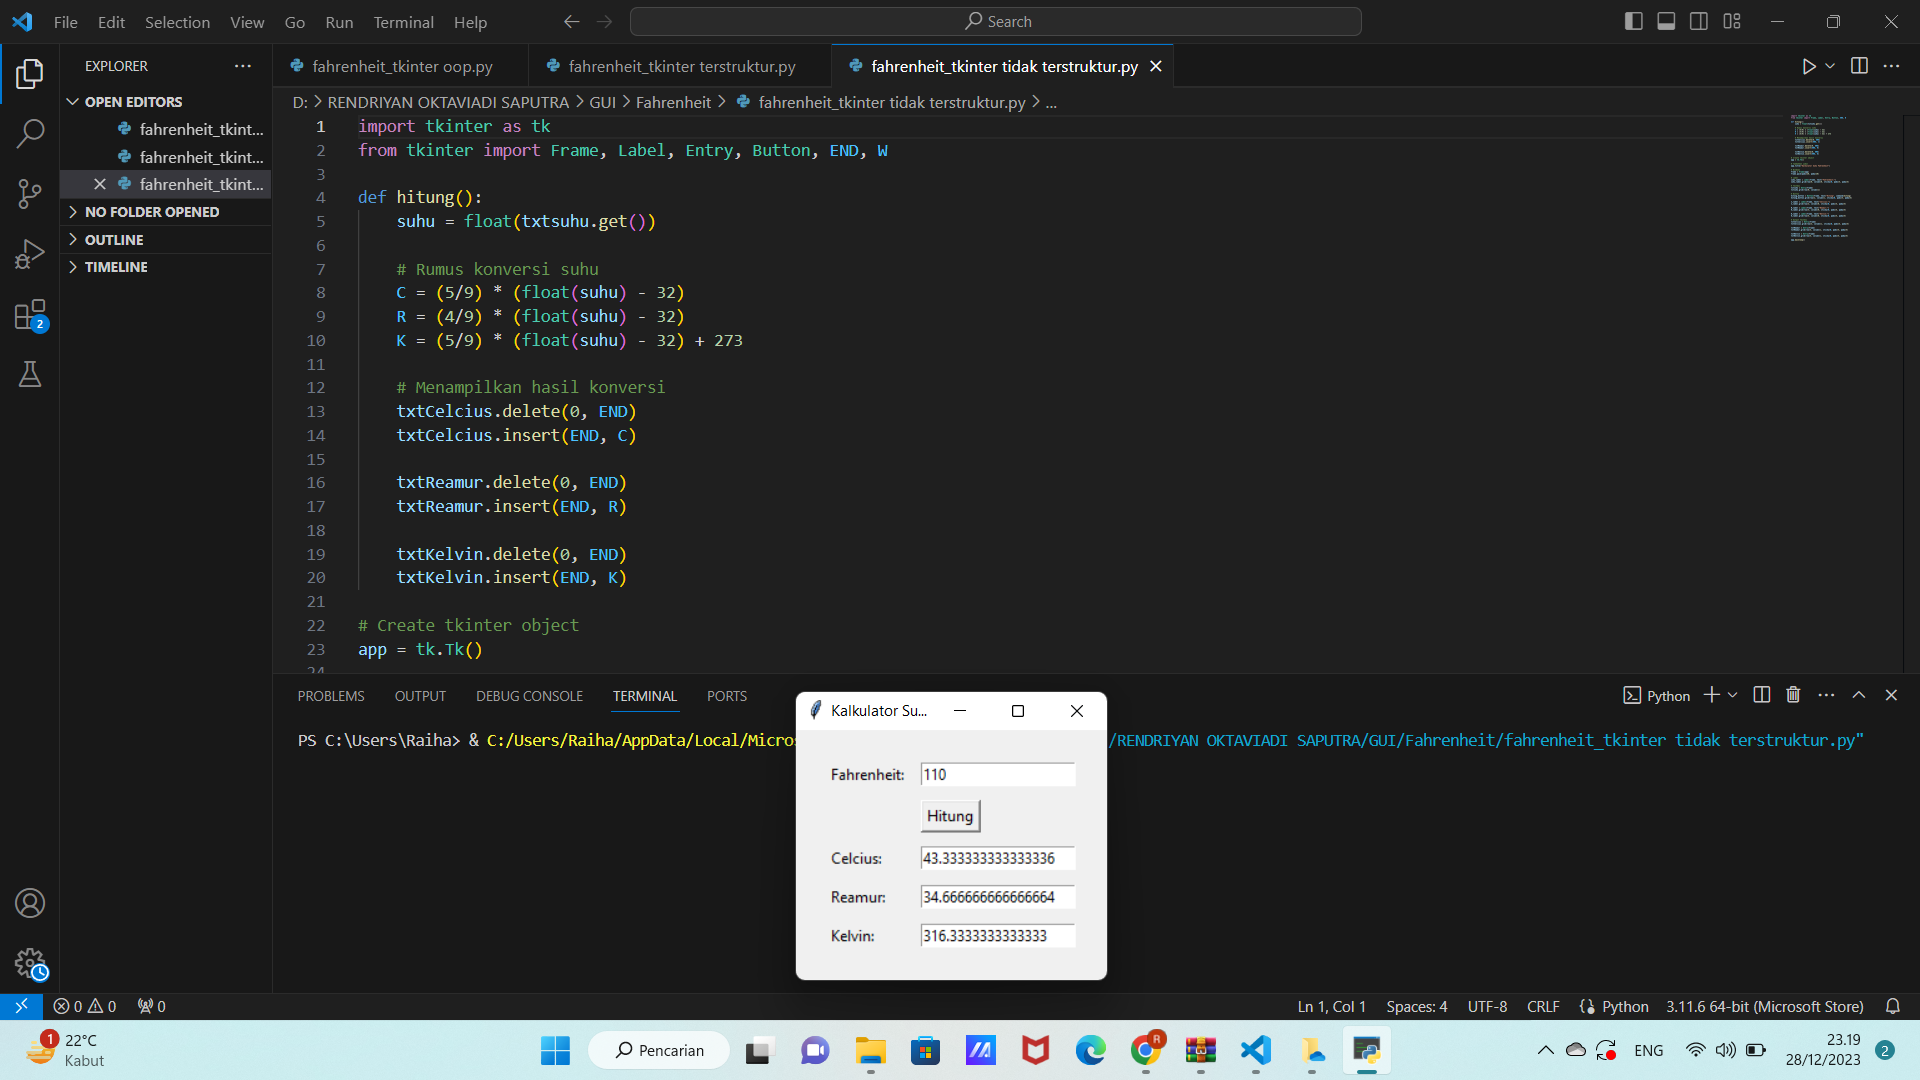 File Edit Selection View Go Run Terminal Help
Search
EXPLORER
fahrenheit_tkinter oop.py
fahrenheit_tkinter terstruktur.py
fahrenheit_tkinter tidak terstruktur.py
OPEN EDITORS
fahrenheit_tkint...
fahrenheit_tkint...
fahrenheit_tkint...
NO FOLDER OPENED
OUTLINE
TIMELINE
2
D: > RENDRIYAN OKTAVIADI SAPUTRA > GUI > Fahrenheit > fahrenheit_tkinter tidak terstruktur.py > ...
1 import tkinter as tk
2 from tkinter import Frame, Label, Entry, Button, END, W
3
4 def hitung():
5     suhu = float(txtsuhu.get())
6
7     # Rumus konversi suhu
8     C = (5/9) * (float(suhu) - 32)
9     R = (4/9) * (float(suhu) - 32)
10     K = (5/9) * (float(suhu) - 32) + 273
11
12     # Menampilkan hasil konversi
13     txtCelcius.delete(0, END)
14     txtCelcius.insert(END, C)
15
16     txtReamur.delete(0, END)
17     txtReamur.insert(END, R)
18
19     txtKelvin.delete(0, END)
20     txtKelvin.insert(END, K)
21
22 # Create tkinter object
23 app = tk.Tk()
24
PROBLEMS OUTPUT DEBUG CONSOLE TERMINAL PORTS
Python
PS C:\Users\Raiha> & C:/Users/Raiha/AppData/Local/Micros
/RENDRIYAN OKTAVIADI SAPUTRA/GUI/Fahrenheit/fahrenheit_tkinter tidak terstruktur.py"
Kalkulator Su...
Fahrenheit: 110
Hitung
Celcius: 43.333333333333336
Reamur: 34.666666666666664
Kelvin: 316.3333333333333
0 0 0
Ln 1, Col 1 Spaces: 4 UTF-8 CRLF Python 3.11.6 64-bit (Microsoft Store)
1
22°C
Kabut
Pencarian
R
ENG
23.19
28/12/2023
2